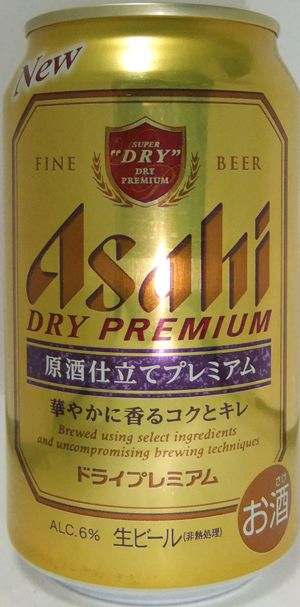 New
SUPER
"DRY"
DRY
PREMIUM
FINE BEER
Asahi
DRY PREMIUM
原酒仕立てプレミアム
華やかに香るコクとキレ
Brewed using select ingredients
and uncompromising brewing techniques
ドライプレミアム
さけ
お酒
ALC.6% 生ビール(非熱処理)